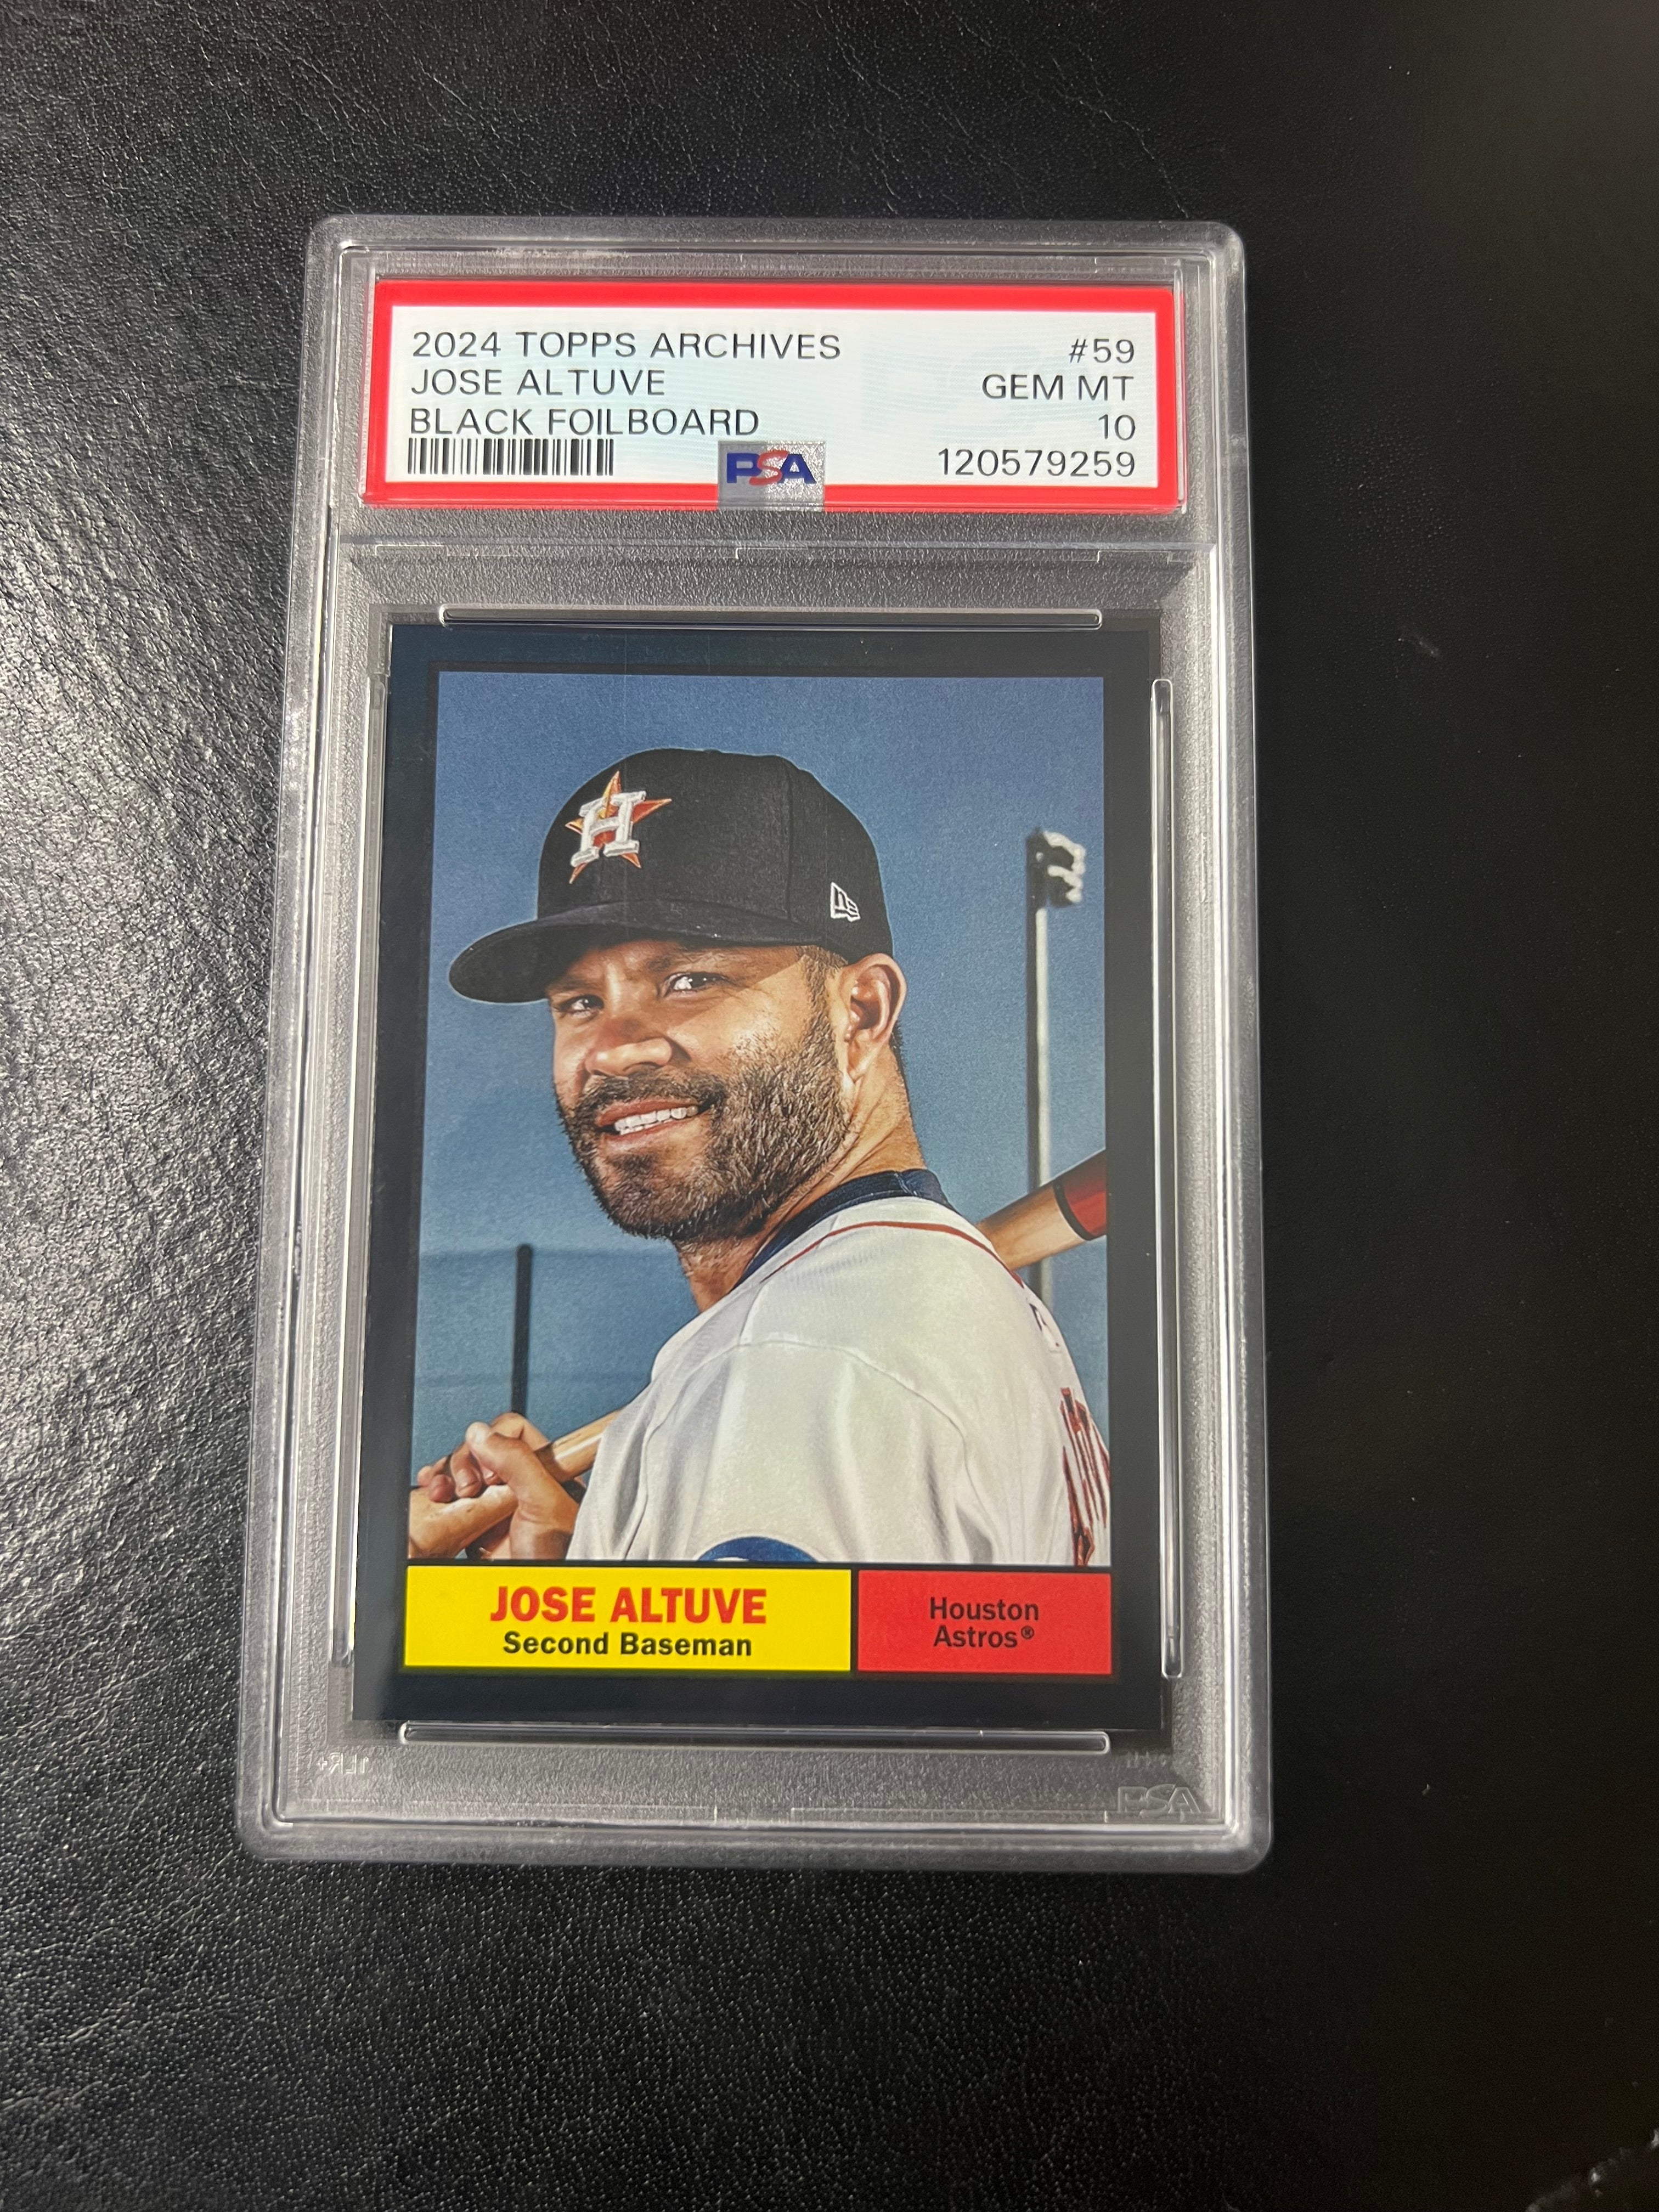 2024 TOPPS ARCHIVES #59
JOSE ALTUVE GEM MT
BLACK FOILBOARD 10
PSA 120579259
H
JOSE ALTUVE
Second Baseman
Houston
Astros®
PSA